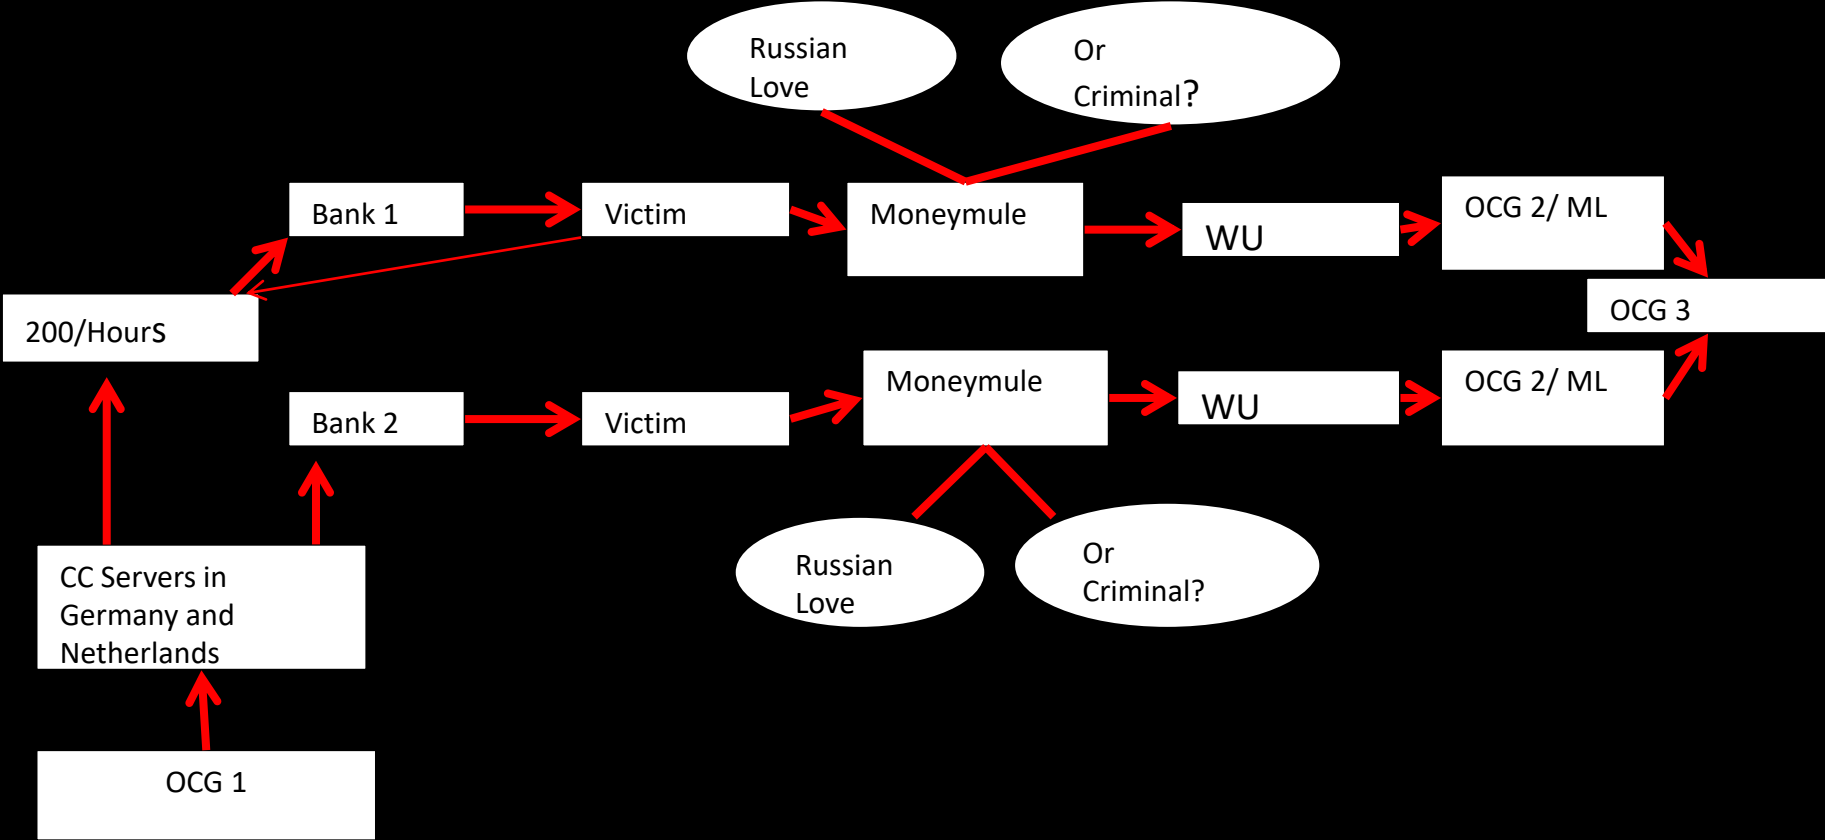 Russian
Love
Or
Criminal?
Bank 1
Victim
Moneymule
WU
OCG 2/ ML
OCG 3
200/Hours
Bank 2
Victim
Moneymule
WU
OCG 2/ ML
Russian
Love
Or
Criminal?
CC Servers in
Germany and
Netherlands
OCG 1